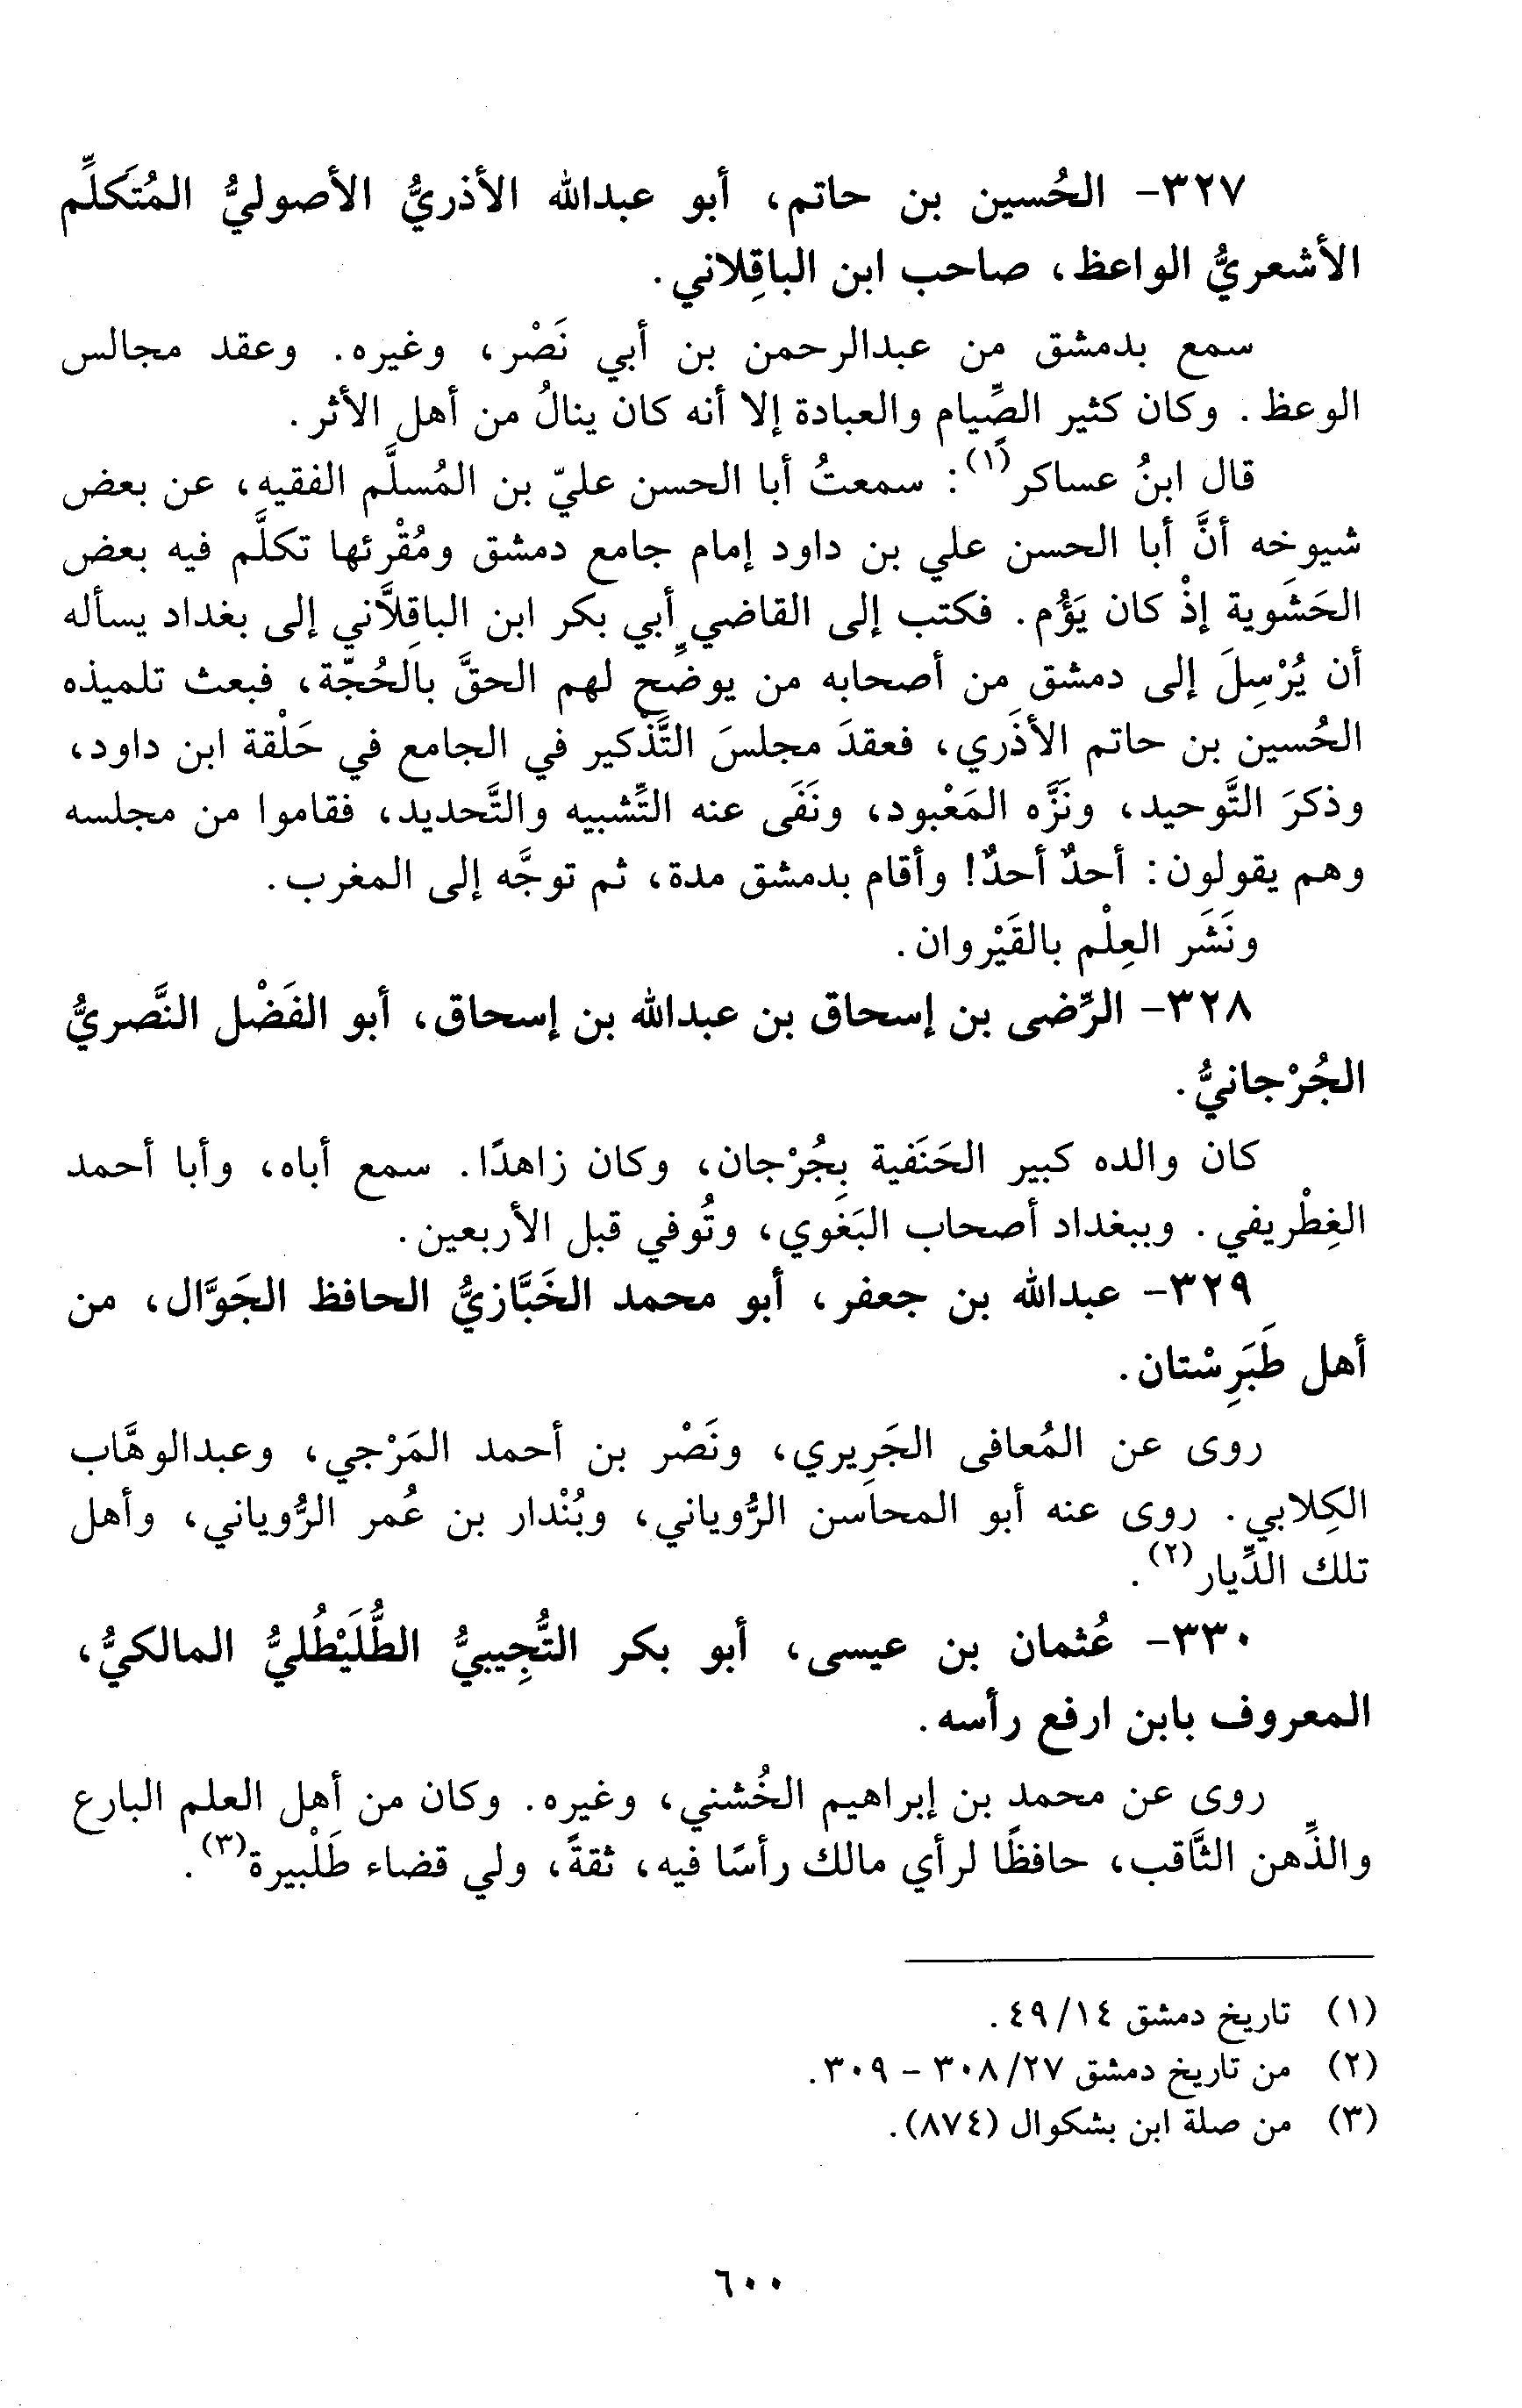 ٣٢٧- الحُسين بن حاتم، أبو عبدالله الأذريُّ الأصوليُّ المُتَكلِّم
الأشعريُّ الواعظ، صاحب ابن الباقِلاني.
سمع بدمشق من عبدالرحمن بن أبي نَصْر، وغيره. وعقد مجالس
الوعظ. وكان كثير الصِّيام والعبادة إلا أنه كان ينالُ من أهل الأثر.
قال ابنُ عساكر(١): سمعتُ أبا الحسن عليّ بن المُسلَّم الفقيه، عن بعض
شيوخه أنَّ أبا الحسن علي بن داود إمام جامع دمشق ومُقْرئها تكلَّم فيه بعض
الحَشَوية إذْ كان يَؤُم. فكتب إلى القاضي أبي بكر ابن الباقِلاَّني إلى بغداد يسأله
أن يُرْسِلَ إلى دمشق من أصحابه من يوضِّح لهم الحقَّ بالحُجّة، فبعث تلميذه
الحُسين بن حاتم الأذَري، فعقدَ مجلسَ التَّذْكير في الجامع في حَلْقة ابن داود،
وذكرَ التَّوحيد، ونَزَّه المَعْبود، ونَفَى عنه التَّشبيه والتَّحديد، فقاموا من مجلسه
وهم يقولون: أحدٌ أحدٌ! وأقام بدمشق مدة، ثم توجَّه إلى المغرب.
ونَشَر العِلْم بالقَيْروان.
٣٢٨- الرِّضى بن إسحاق بن عبدالله بن إسحاق، أبو الفَضْل النَّصريُّ
الجُرْجانيُّ.
كان والده كبير الحَنَفية بِجُرْجان، وكان زاهدًا. سمع أباه، وأبا أحمد
الغِطْريفي. وببغداد أصحاب البَغَوي، وتُوفي قبل الأربعين.
٣٢٩- عبدالله بن جعفر، أبو محمد الخَبَّازيُّ الحافظ الجَوَّال، من
أهل طَبَرِسْتان.
روى عن المُعافى الجَرِيري، ونَصْر بن أحمد المَرْجي، وعبدالوهَّاب
الكِلابي. روى عنه أبو المحاسن الرُّوياني، وبُنْدار بن عُمر الرُّوياني، وأهل
تلك الدِّيار(٢).
٣٣٠- عُثمان بن عيسى، أبو بكر التُّجِيبيُّ الطُّلَيْطُليُّ المالكيُّ،
المعروف بابن ارفع رأسه.
روى عن محمد بن إبراهيم الخُشني، وغيره. وكان من أهل العلم البارع
والذِّهن الثَّاقب، حافظًا لرأي مالك رأسًا فيه، ثقةً، ولي قضاء طَلْبيرة(٣).
(١) تاريخ دمشق ١٤/ ٤٩.
(٢) من تاريخ دمشق ٢٧/ ٣٠٨ - ٣٠٩.
(٣) من صلة ابن بشكوال (٨٧٤).
٦٠٠